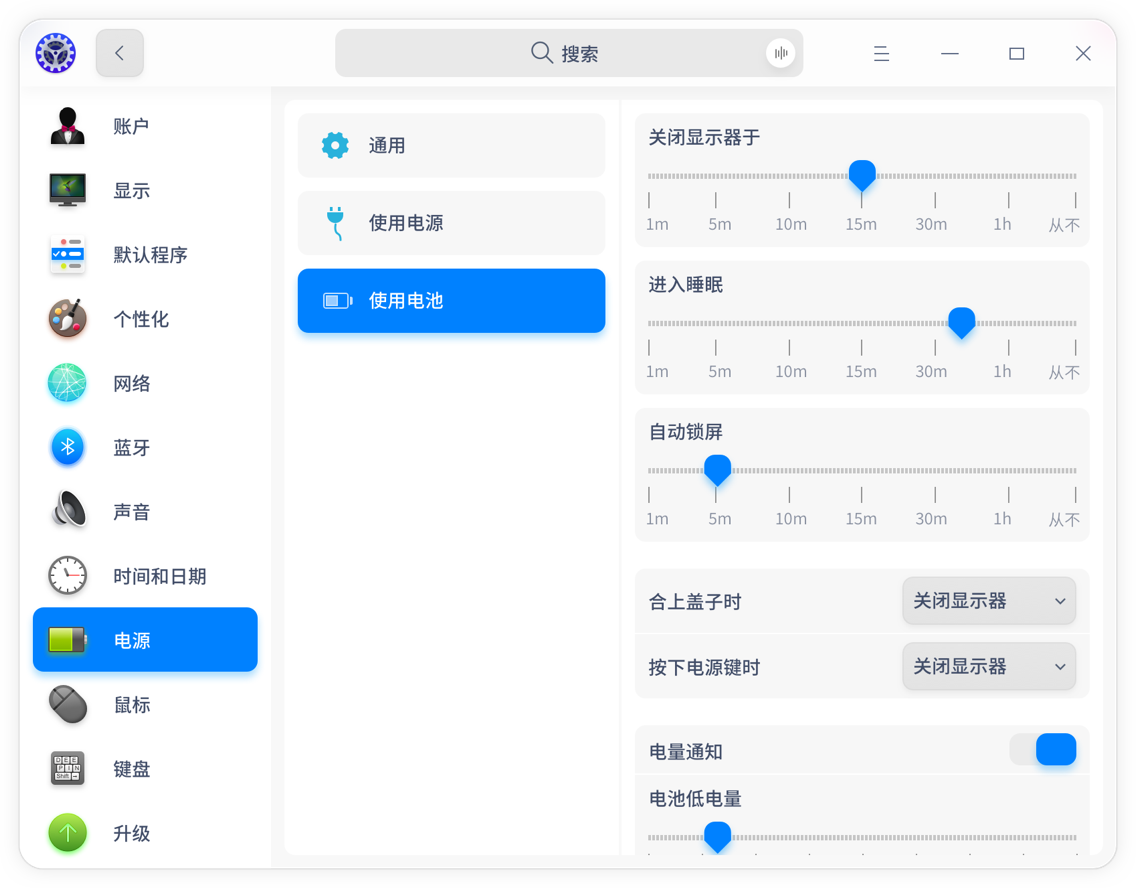 搜索
账户
显示
默认程序
个性化
网络
蓝牙
声音
时间和日期
电源
鼠标
键盘
升级
通用
使用电源
使用电池
关闭显示器于
1m 5m 10m 15m 30m 1h 从不
进入睡眠
1m 5m 10m 15m 30m 1h 从不
自动锁屏
1m 5m 10m 15m 30m 1h 从不
合上盖子时 关闭显示器
按下电源键时 关闭显示器
电量通知
电池低电量